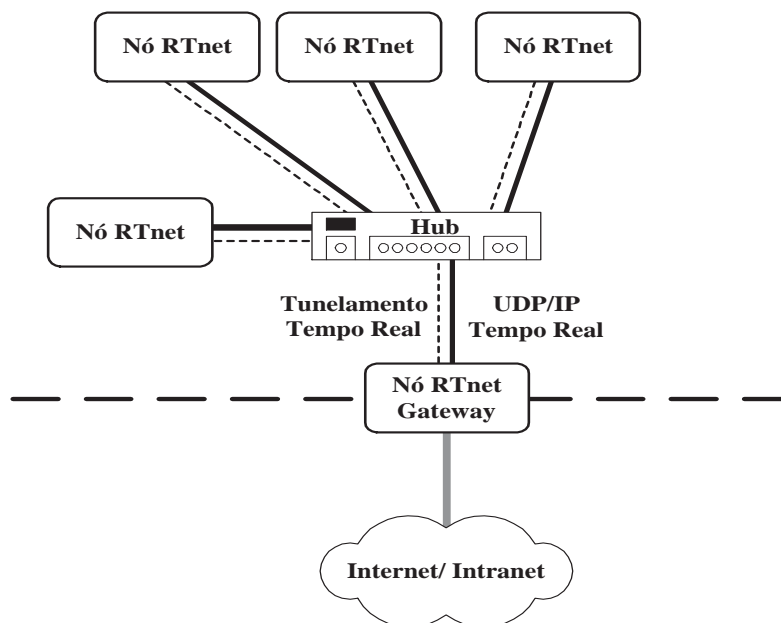 Nó RTnet
Nó RTnet
Nó RTnet
Nó RTnet
Hub
Tunelamento
Tempo Real
UDP/IP
Tempo Real
Nó RTnet
Gateway
Internet/ Intranet